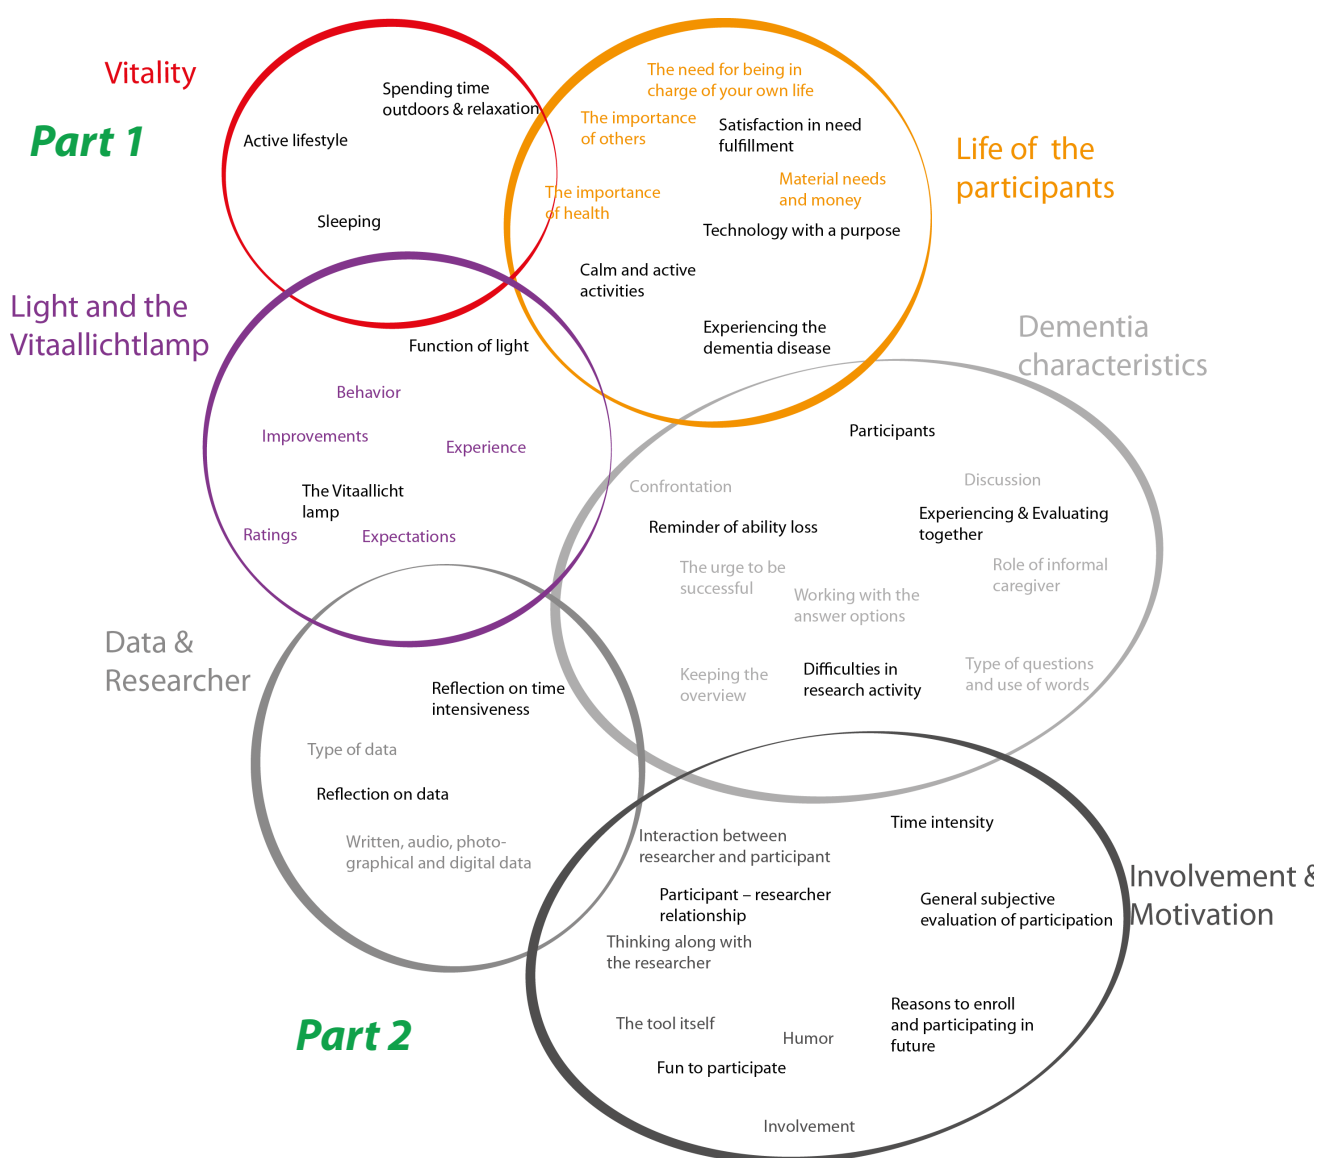 Vitality
Part 1
Spending time
outdoors & relaxation
Active lifestyle
Sleeping
The need for being in
charge of your own life
The importance
of others
Satisfaction in need
fulfillment
Material needs
and money
The importance
of health
Technology with a purpose
Calm and active
activities
Experiencing the
dementia disease
Life of the
participants
Light and the
Vitaallichtlamp
Function of light
Behavior
Improvements
Experience
The Vitaallicht
lamp
Ratings
Expectations
Dementia
characteristics
Participants
Confrontation
Discussion
Reminder of ability loss
Experiencing & Evaluating
together
The urge to be
successful
Role of informal
caregiver
Working with the
answer options
Keeping the
overview
Difficulties in
research activity
Type of questions
and use of words
Data &
Researcher
Reflection on time
intensiveness
Type of data
Reflection on data
Written, audio, photo-
graphical and digital data
Part 2
Involvement &
Motivation
Time intensity
Interaction between
researcher and participant
Participant – researcher
relationship
General subjective
evaluation of participation
Thinking along with
the researcher
Reasons to enroll
and participating in
future
The tool itself
Humor
Fun to participate
Involvement